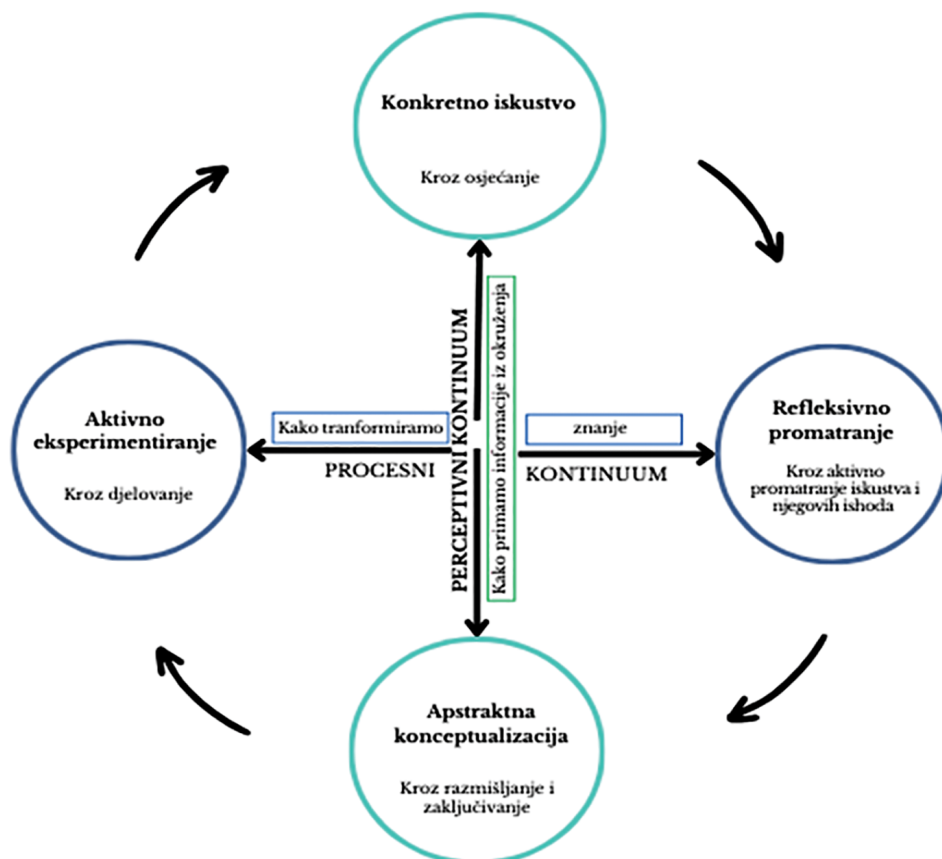 Konkretno iskustvo
Kroz osjećanje
Aktivno
eksperimentiranje
Kroz djelovanje
Kako tranformiramo
PROCESNI
PERCEPTIVNI KONTINUUM
Kako primamo informacije iz okruženja
znanje
KONTINUUM
Refleksivno
promatranje
Kroz aktivno
promatranje iskustva i
njegovih ishoda
Apstraktna
konceptualizacija
Kroz razmišljanje i
zaključivanje